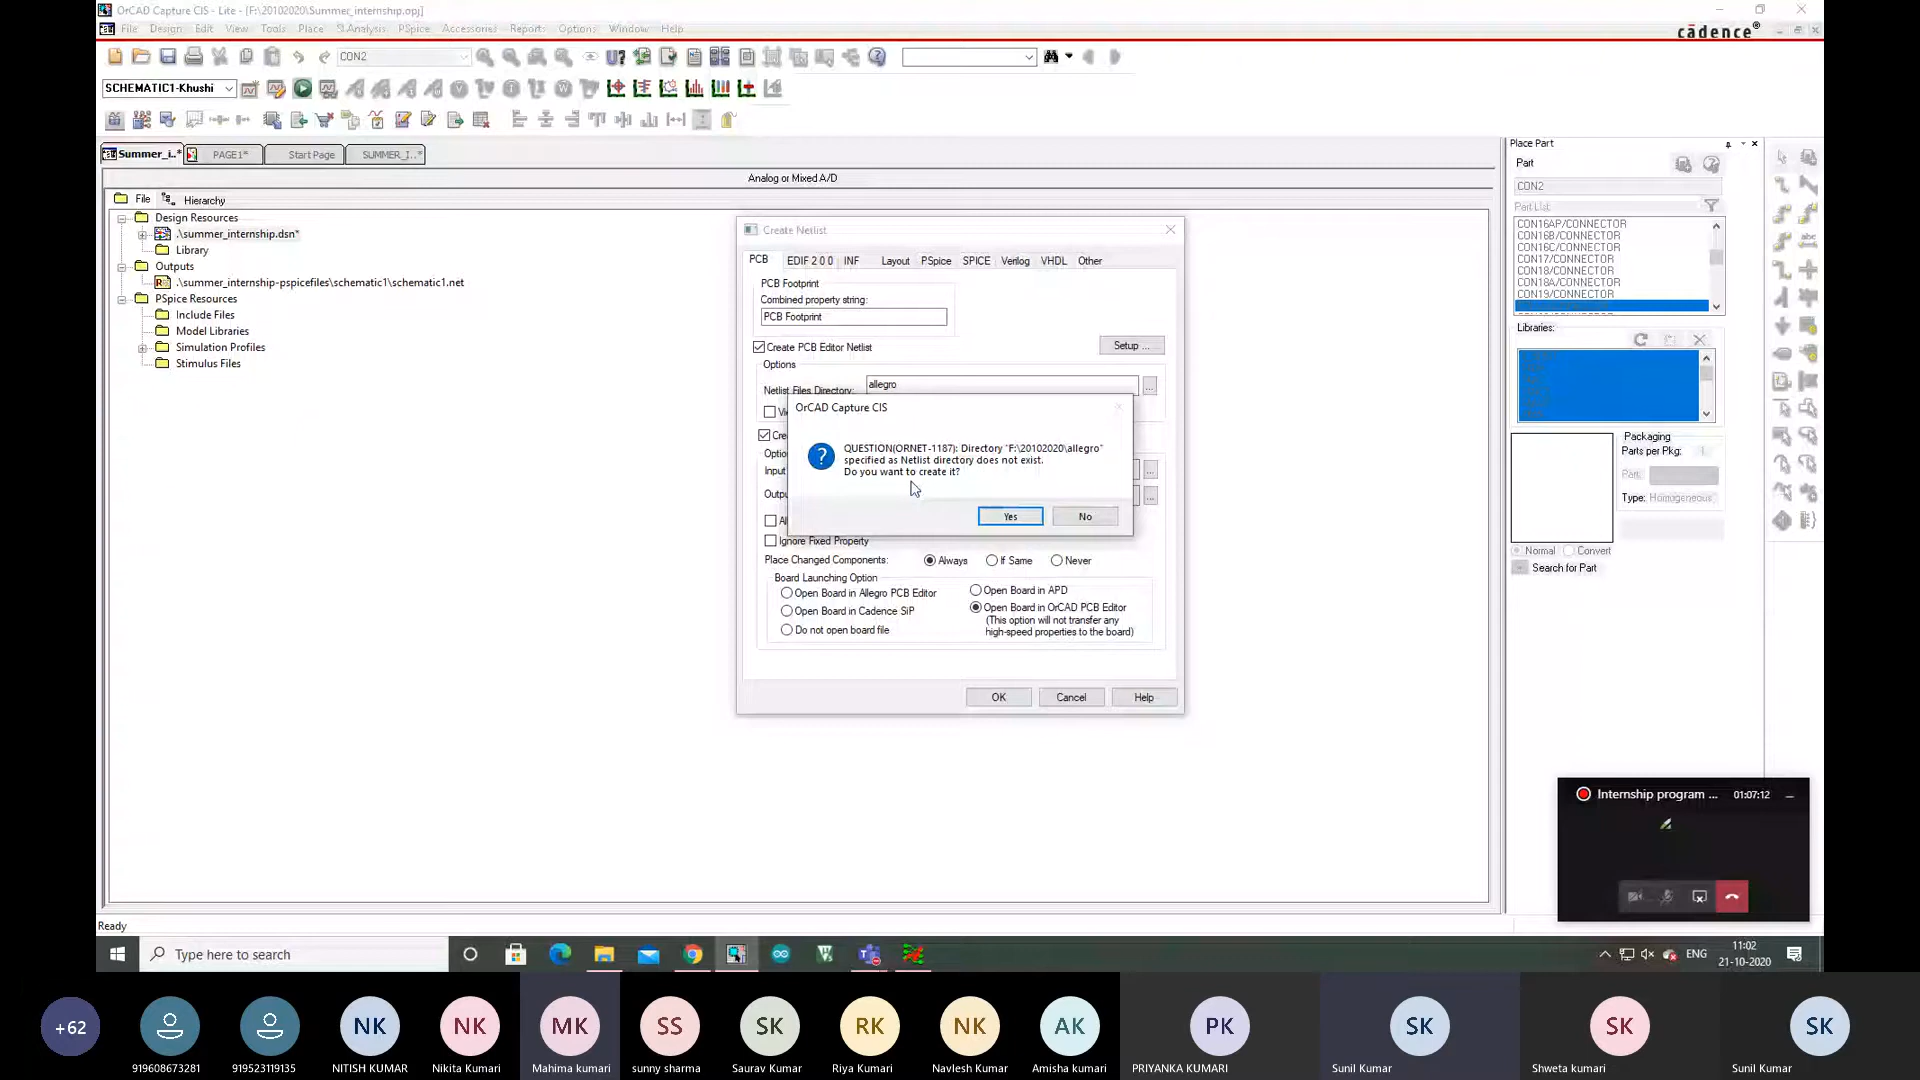 OrCAD Capture CIS - Lite - [F:\20102020\Summer_internship.opj]
File Design Edit View Tools Place SI Analysis PSpice Accessories Reports Options Window Help
cādence®
CON2
SCHEMATIC1-Khushi
Summer_i..* PAGE1* Start Page SUMMER_I..*
Analog or Mixed A/D
File Hierarchy
Design Resources
.\summer_internship.dsn*
Library
Outputs
.\summer_internship-pspicefiles\schematic1\schematic1.net
PSpice Resources
Include Files
Model Libraries
Simulation Profiles
Stimulus Files
Create Netlist
PCB EDIF 2 0 0 INF Layout PSpice SPICE Verilog VHDL Other
PCB Footprint
Combined property string:
PCB Footprint
Create PCB Editor Netlist
Setup ...
Options
Netlist Files Directory: allegro
OrCAD Capture CIS
QUESTION(ORNET-1187): Directory "F:\20102020\allegro"
specified as Netlist directory does not exist.
Do you want to create it?
Yes No
Input
Ignore Fixed Property
Place Changed Components: Always If Same Never
Board Launching Option
Open Board in Allegro PCB Editor
Open Board in Cadence SiP
Do not open board file
Open Board in APD
Open Board in OrCAD PCB Editor
(This option will not transfer any
high-speed properties to the board)
OK Cancel Help
Place Part
Part
CON2
Part List:
CON16AP/CONNECTOR
CON16B/CONNECTOR
CON16C/CONNECTOR
CON17/CONNECTOR
CON18/CONNECTOR
CON18A/CONNECTOR
CON19/CONNECTOR
Libraries:
Packaging
Parts per Pkg: 1
Part:
Type: Homogeneous
Normal Convert
Search for Part
Internship program ... 01:07:12
Ready
Type here to search
ENG
11:02
21-10-2020
+62
NK NK MK SS SK RK NK AK PK SK SK SK
919608673281 919523119135 NITISH KUMAR Nikita Kumari Mahima kumari sunny sharma Saurav Kumar Riya Kumari Navlesh Kumar Amisha kumari PRIYANKA KUMARI Sunil Kumar Shweta kumari Sunil Kumar